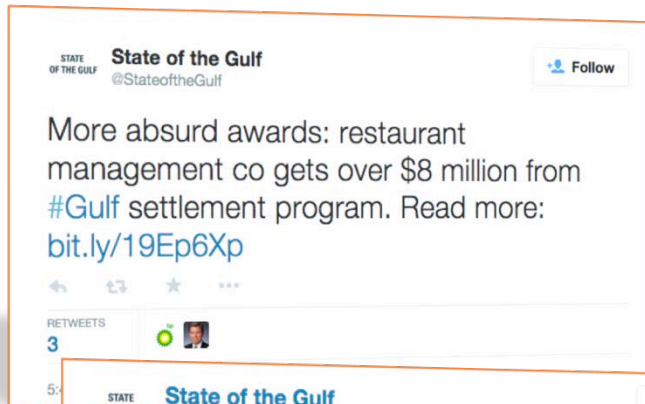 STATE
OF THE GULF
State of the Gulf
@StateoftheGulf
Follow
More absurd awards: restaurant
management co gets over $8 million from
#Gulf settlement program. Read more:
bit.ly/19Ep6Xp
RETWEETS
3
STATE
State of the Gulf